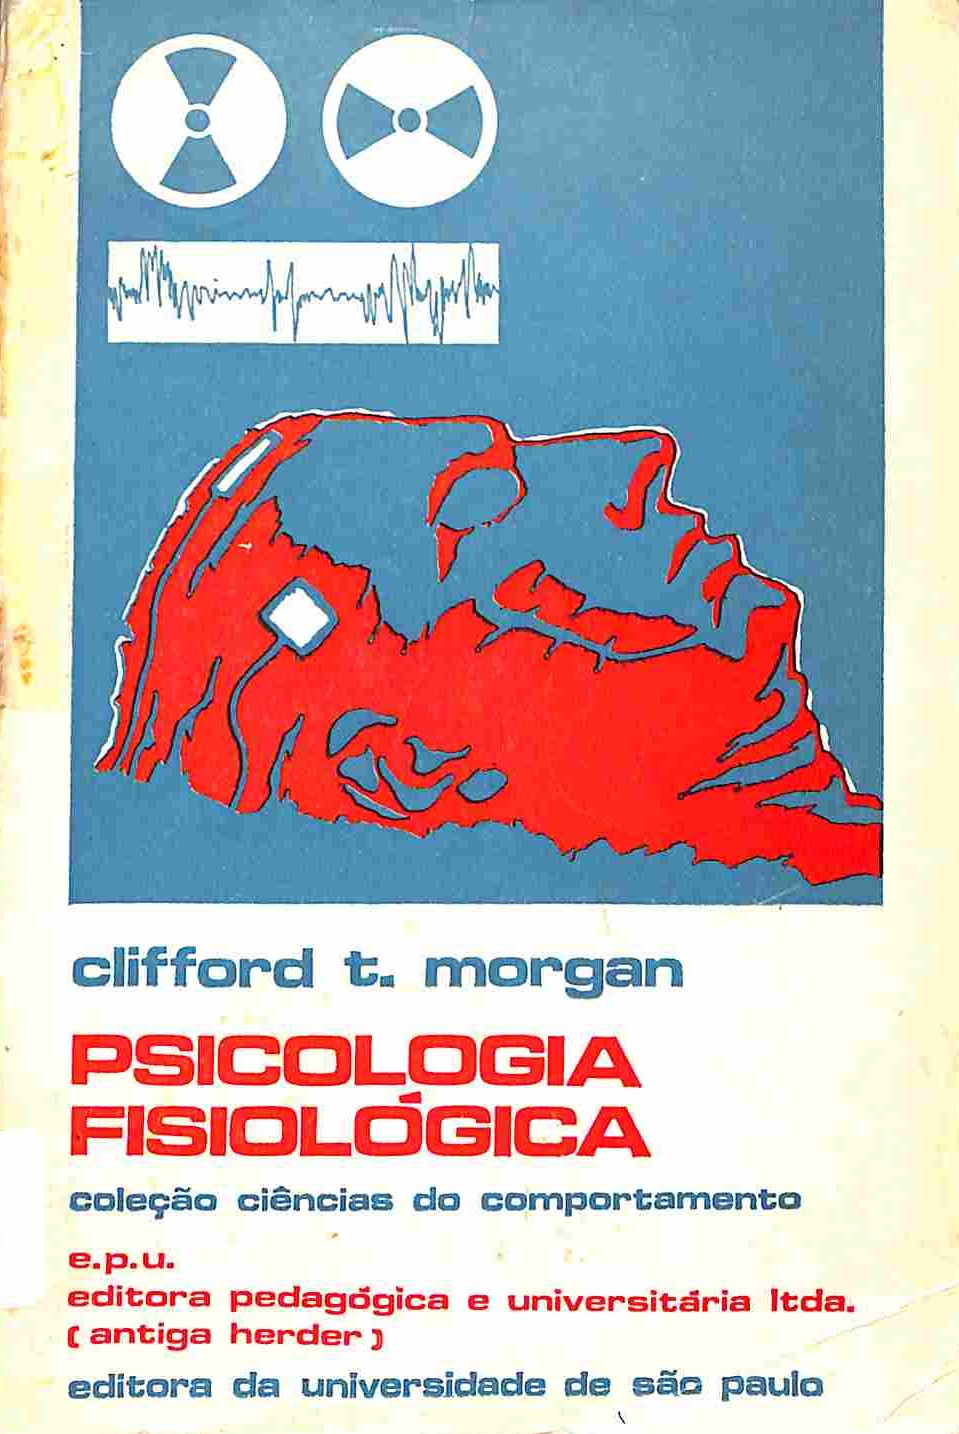 clifford t. morgan
PSICOLOGIA
FISIOLÓGICA
coleção ciências do comportamento
e.p.u.
editora pedagógica e universitária ltda.
(antiga herder)
editora da universidade de são paulo